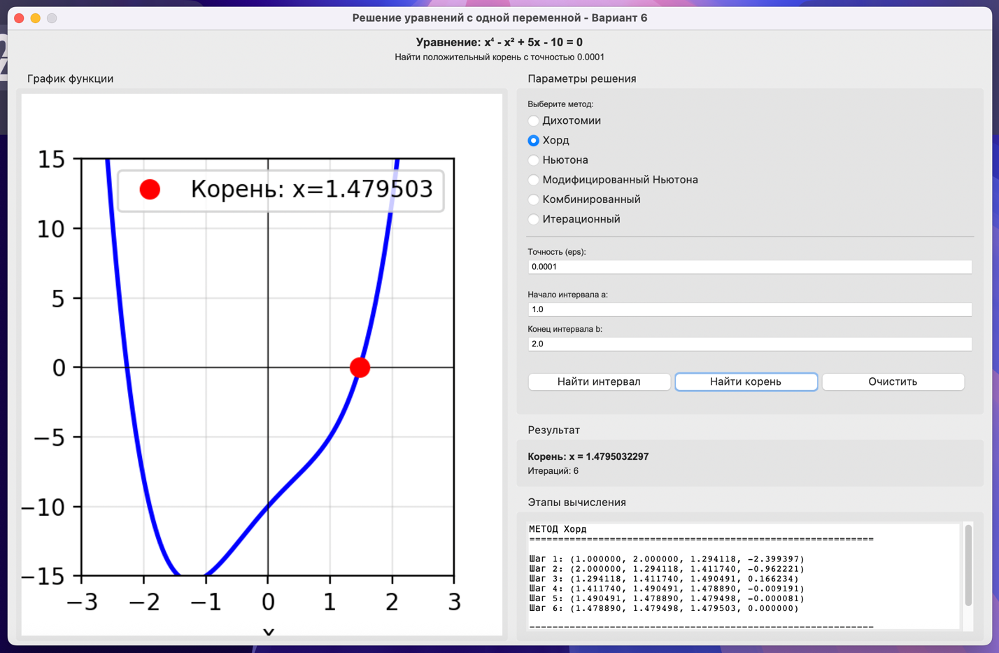 Решение уравнений с одной переменной - Вариант 6
Уравнение: x⁴ - x² + 5x - 10 = 0
Найти положительный корень с точностью 0.0001
График функции
15
10
5
0
−5
−10
−15
Корень: x=1.479503
−3 −2 −1 0 1 2 3
Параметры решения
Выберите метод:
Дихотомии
Хорд
Ньютона
Модифицированный Ньютона
Комбинированный
Итерационный
Точность (eps):
0.0001
Начало интервала a:
1.0
Конец интервала b:
2.0
Найти интервал Найти корень Очистить
Результат
Корень: x = 1.4795032297
Итераций: 6
Этапы вычисления
МЕТОД Хорд
============================================================
Шаг 1: (1.000000, 2.000000, 1.294118, -2.399397)
Шаг 2: (2.000000, 1.294118, 1.411740, -0.962221)
Шаг 3: (1.294118, 1.411740, 1.490491, 0.166234)
Шаг 4: (1.411740, 1.490491, 1.478890, -0.009191)
Шаг 5: (1.490491, 1.478890, 1.479498, -0.000081)
Шаг 6: (1.478890, 1.479498, 1.479503, 0.000000)
------------------------------------------------------------